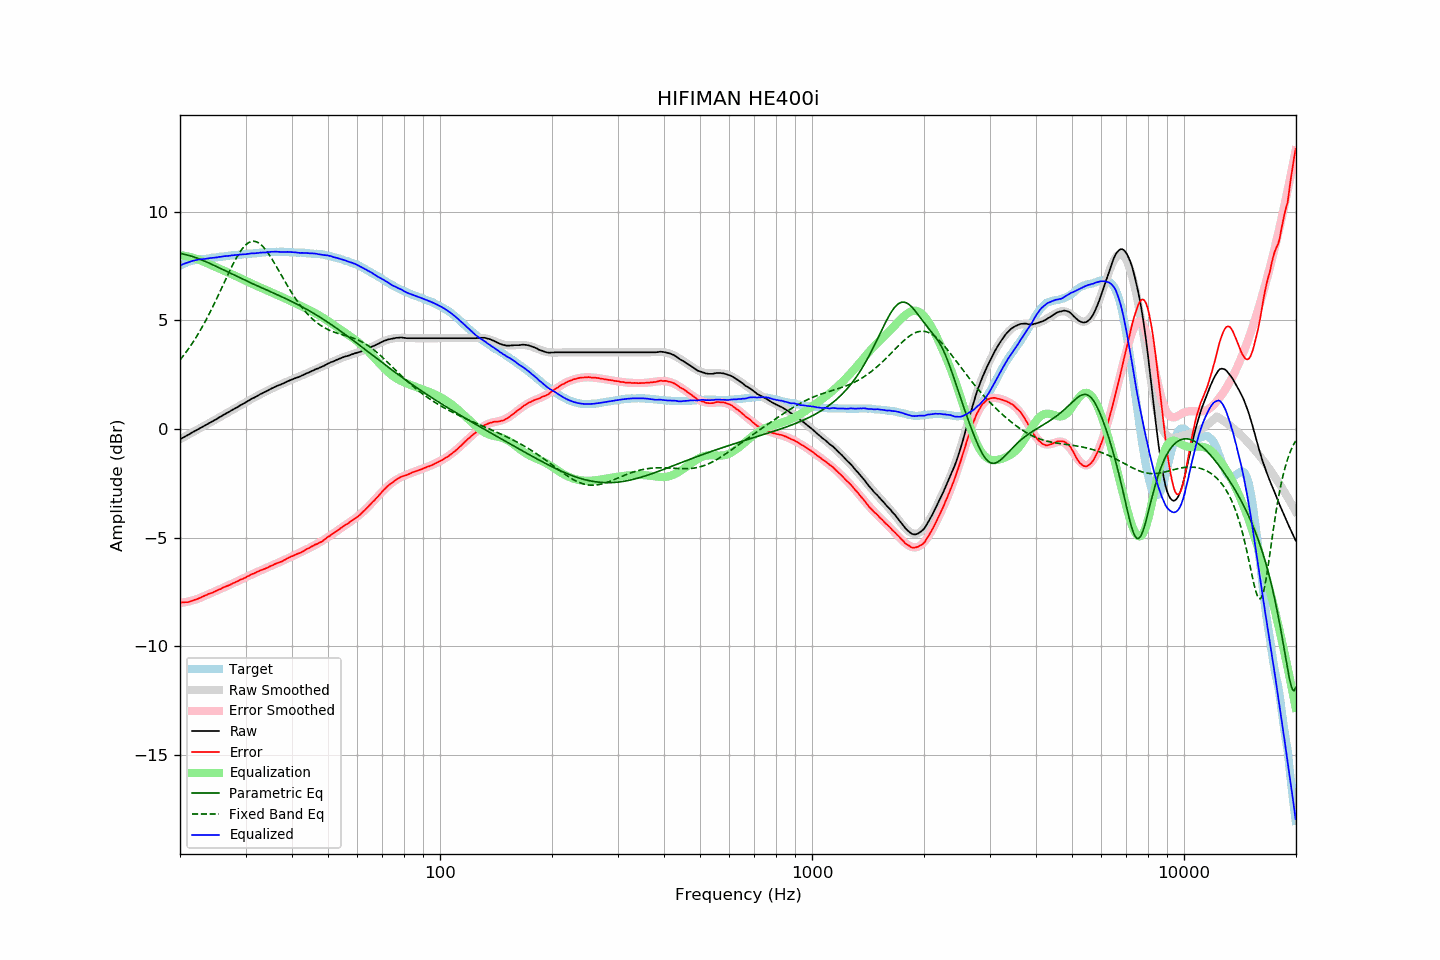 HIFIMAN HE400i
Amplitude (dBr)
10
5
0
−5
−10
−15
Target
Raw Smoothed
Error Smoothed
Raw
Error
Equalization
Parametric Eq
Fixed Band Eq
Equalized
100
1000
10000
Frequency (Hz)